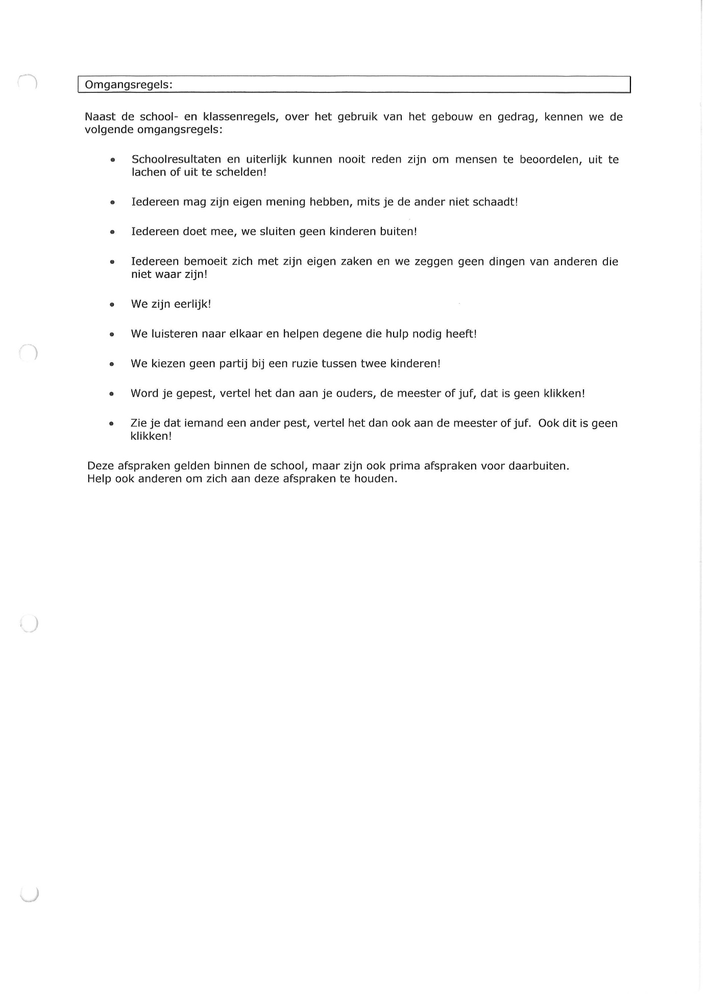 Omgangsregels:
Naast de school- en klassenregels, over het gebruik van het gebouw en gedrag, kennen we de
volgende omgangsregels:
• Schoolresultaten en uiterlijk kunnen nooit reden zijn om mensen te beoordelen, uit te
lachen of uit te schelden!
• Iedereen mag zijn eigen mening hebben, mits je de ander niet schaadt!
• Iedereen doet mee, we sluiten geen kinderen buiten!
• Iedereen bemoeit zich met zijn eigen zaken en we zeggen geen dingen van anderen die
niet waar zijn!
• We zijn eerlijk!
• We luisteren naar elkaar en helpen degene die hulp nodig heeft!
• We kiezen geen partij bij een ruzie tussen twee kinderen!
• Word je gepest, vertel het dan aan je ouders, de meester of juf, dat is geen klikken!
• Zie je dat iemand een ander pest, vertel het dan ook aan de meester of juf.  Ook dit is geen
klikken!
Deze afspraken gelden binnen de school, maar zijn ook prima afspraken voor daarbuiten.
Help ook anderen om zich aan deze afspraken te houden.